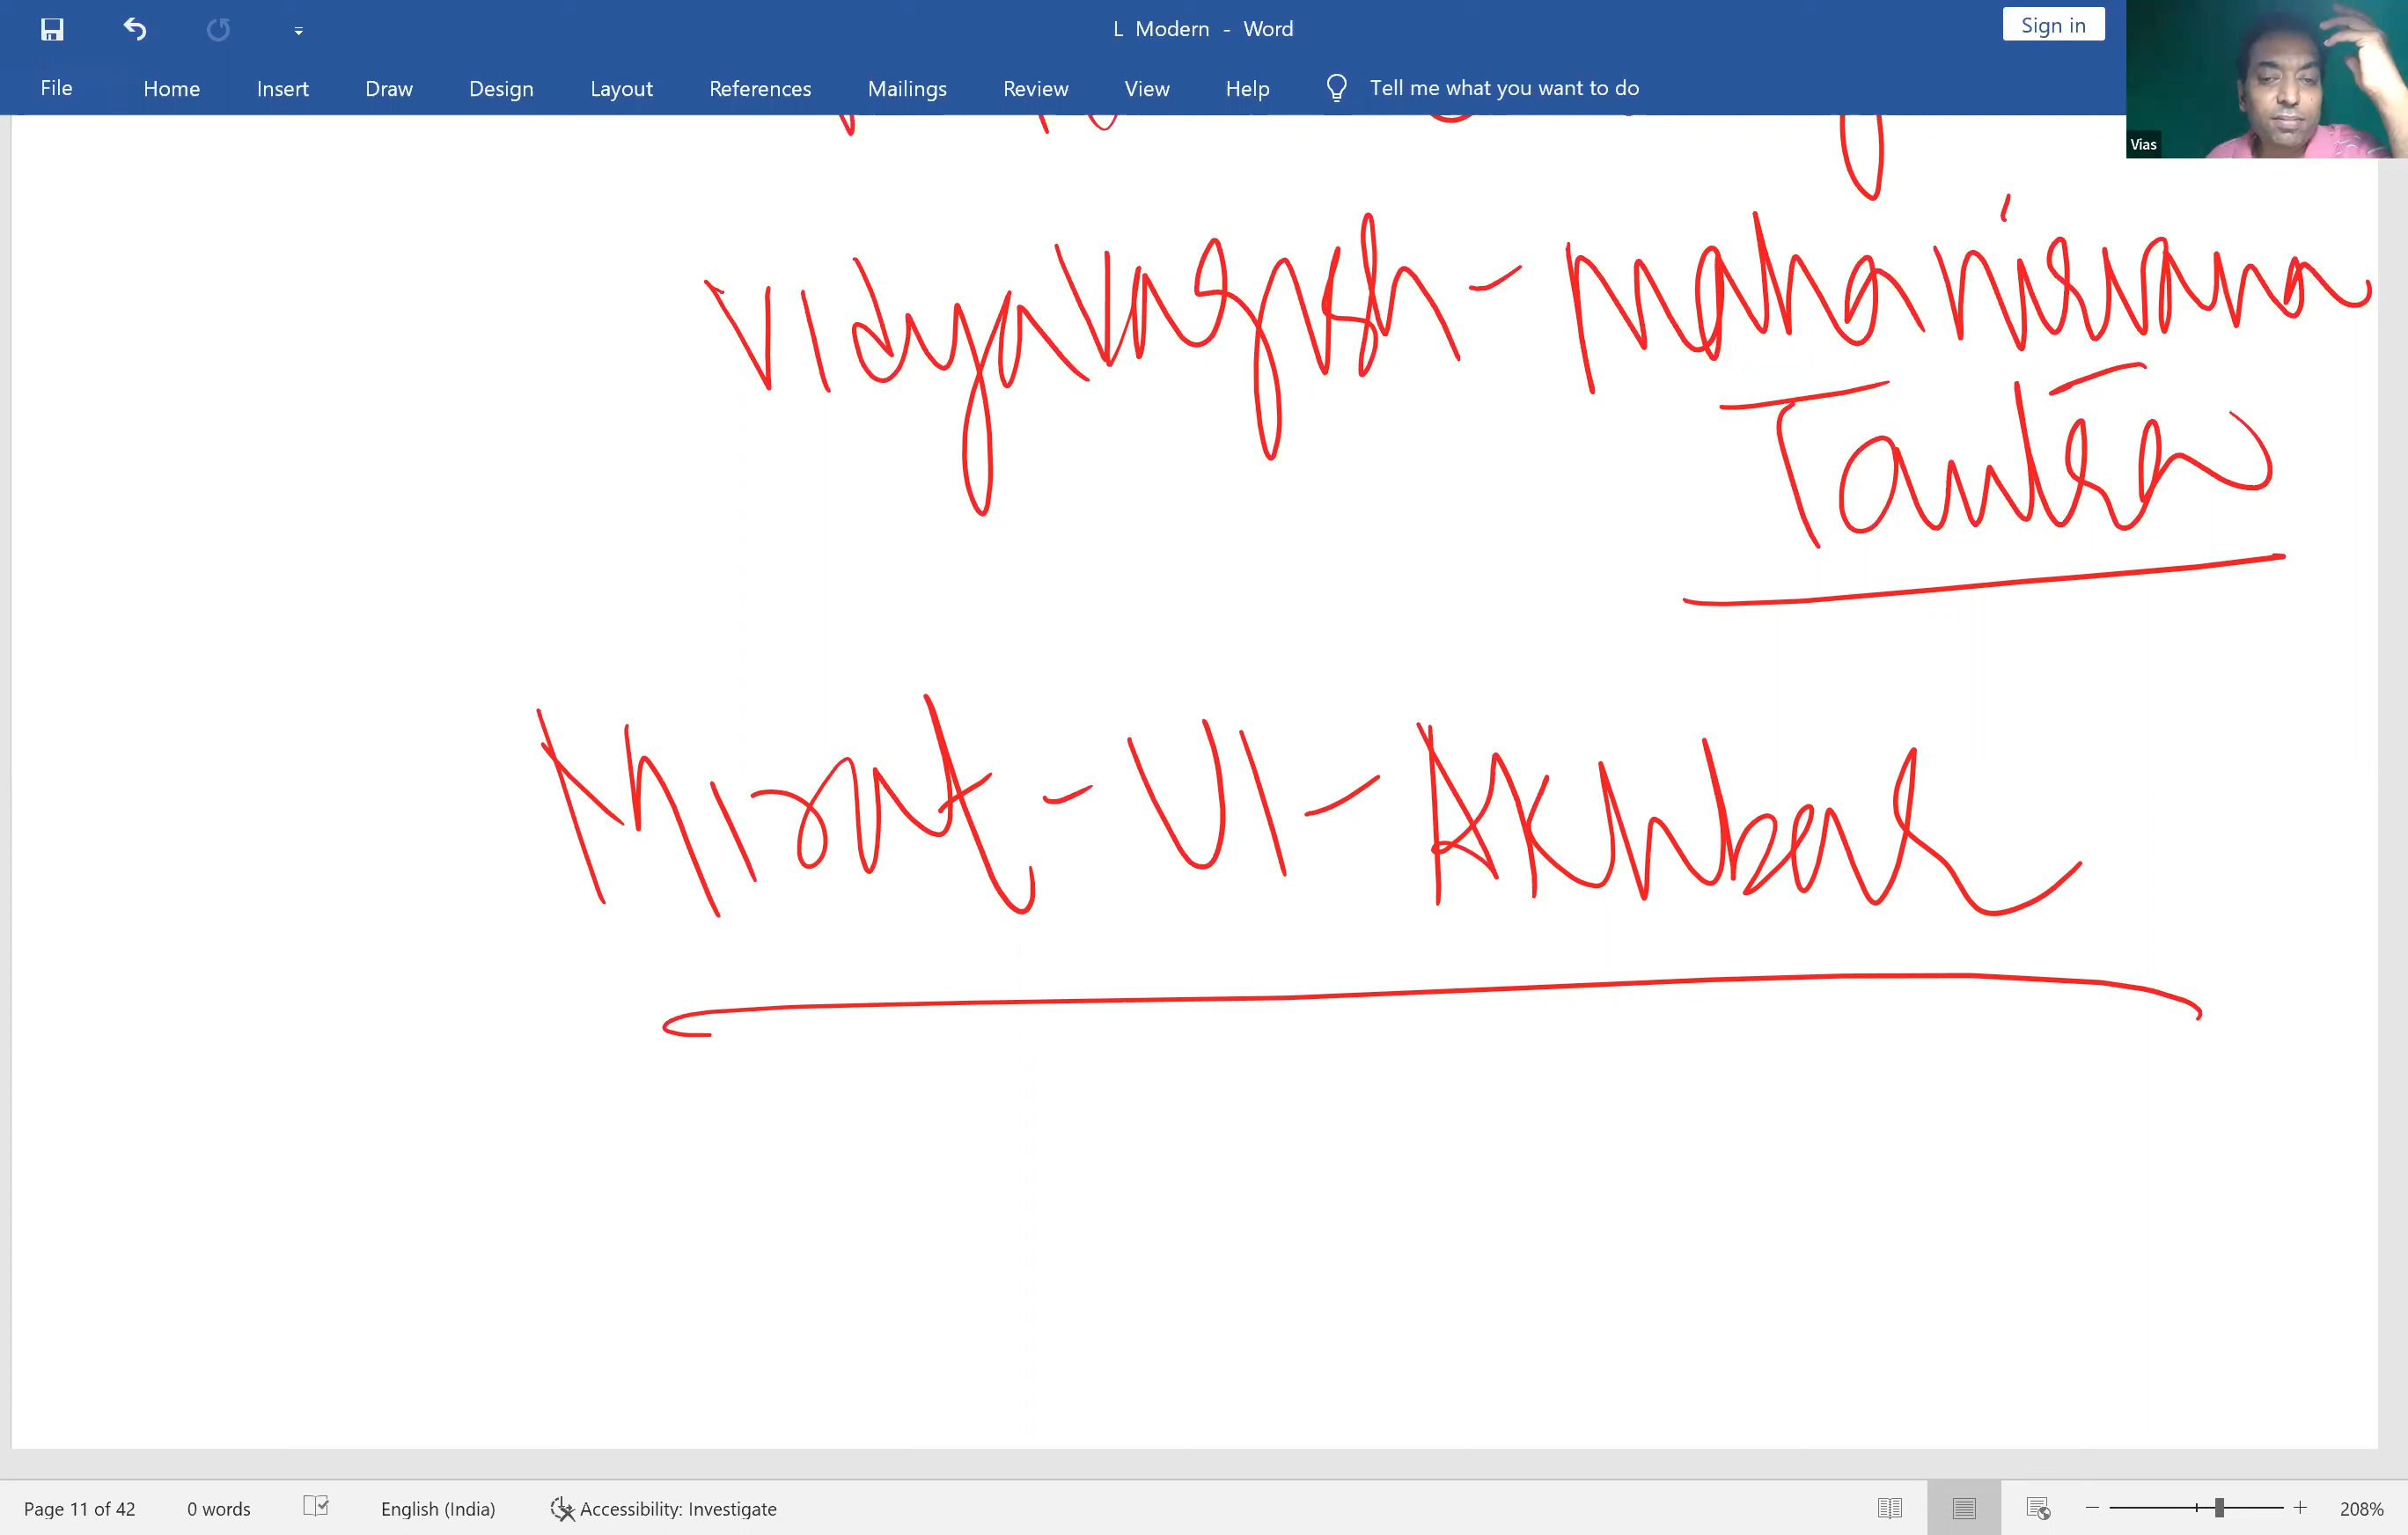 L Modern - Word
Sign in
File Home Insert Draw Design Layout References Mailings Review View Help Tell me what you want to do
Vias
Vidyavagish - Mahanirvana
Tantra
Mirat - Ul - Akhbar
Page 11 of 42 0 words English (India) Accessibility: Investigate 208%